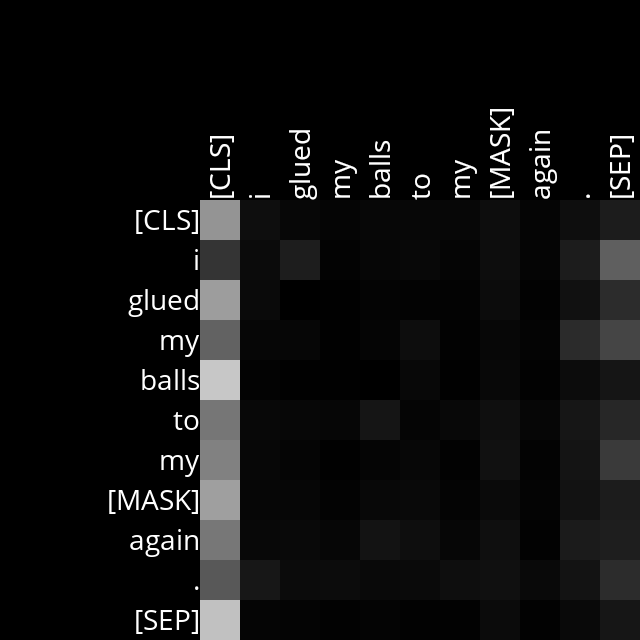 [CLS] i glued my balls to my [MASK] again . [SEP]
[CLS]
i
glued
my
balls
to
my
[MASK]
again
.
[SEP]